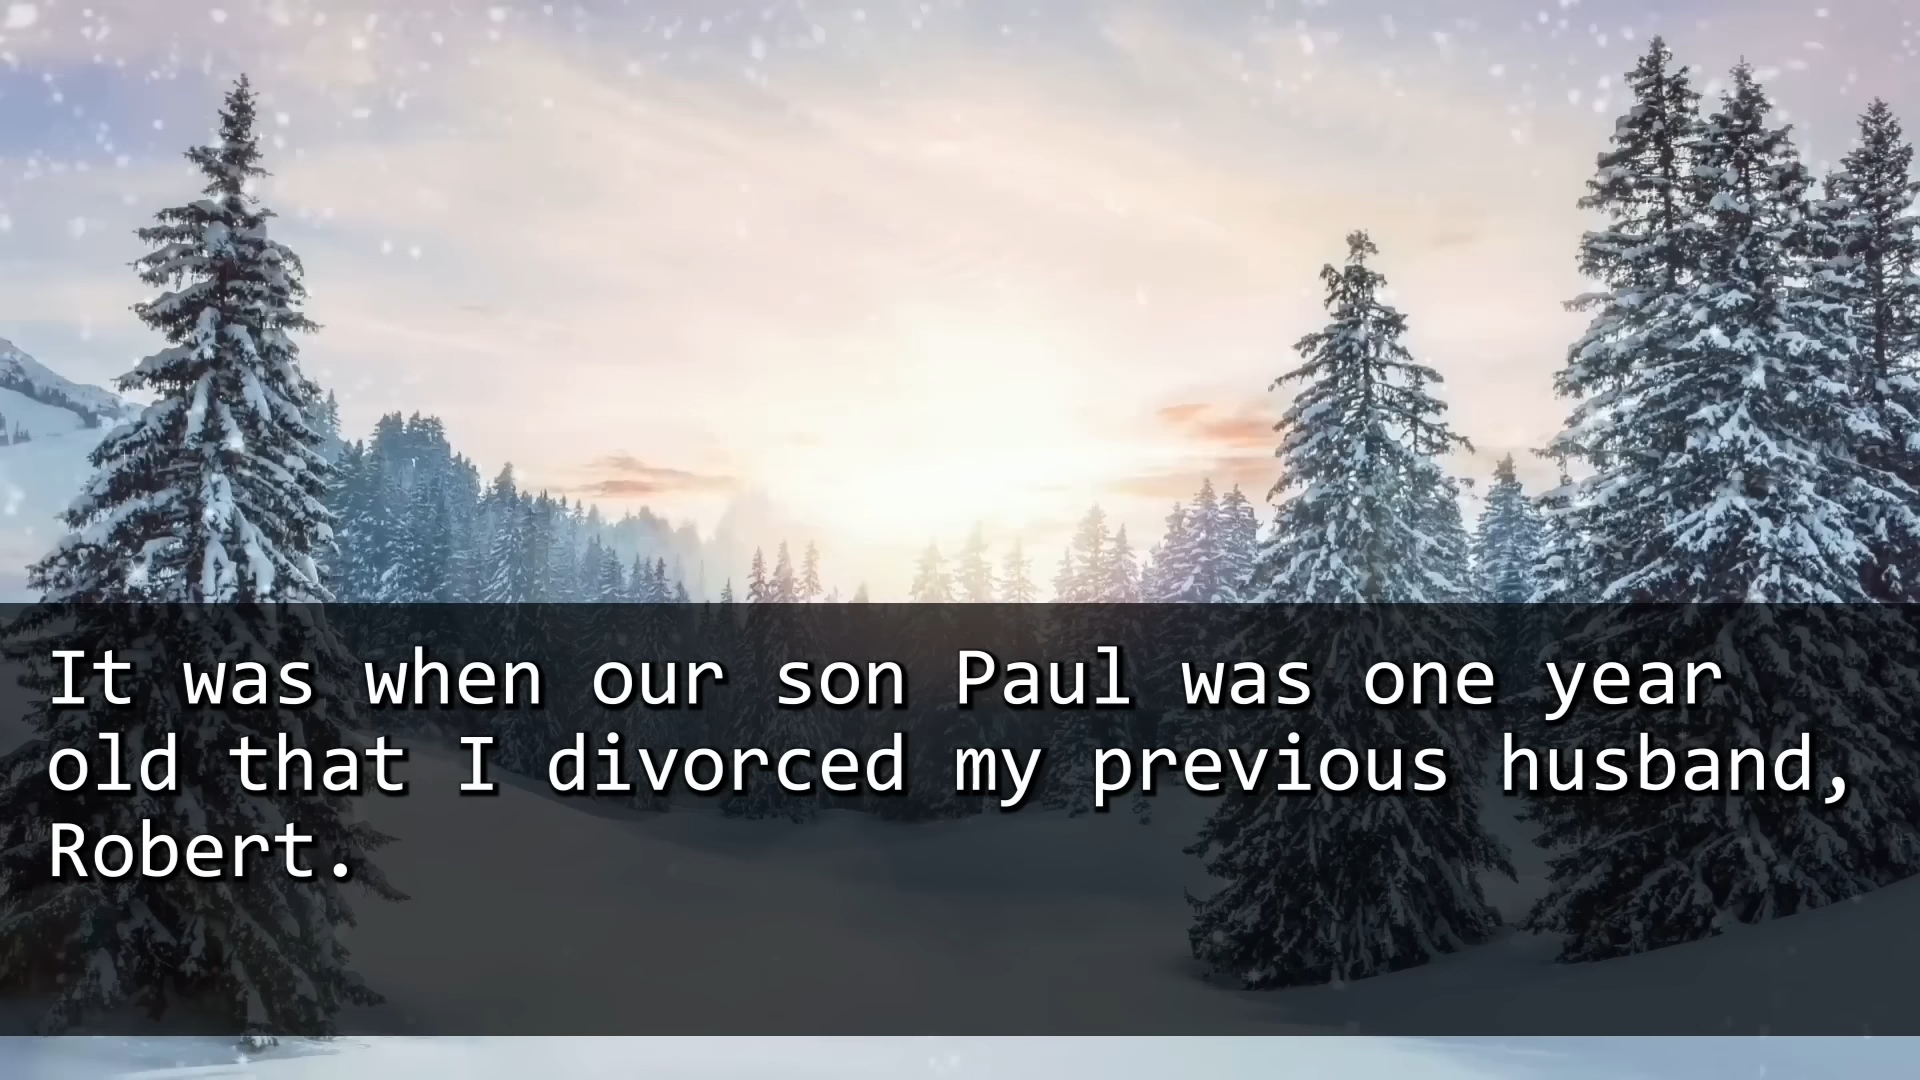 It was when our son Paul was one year
old that I divorced my previous husband,
Robert.